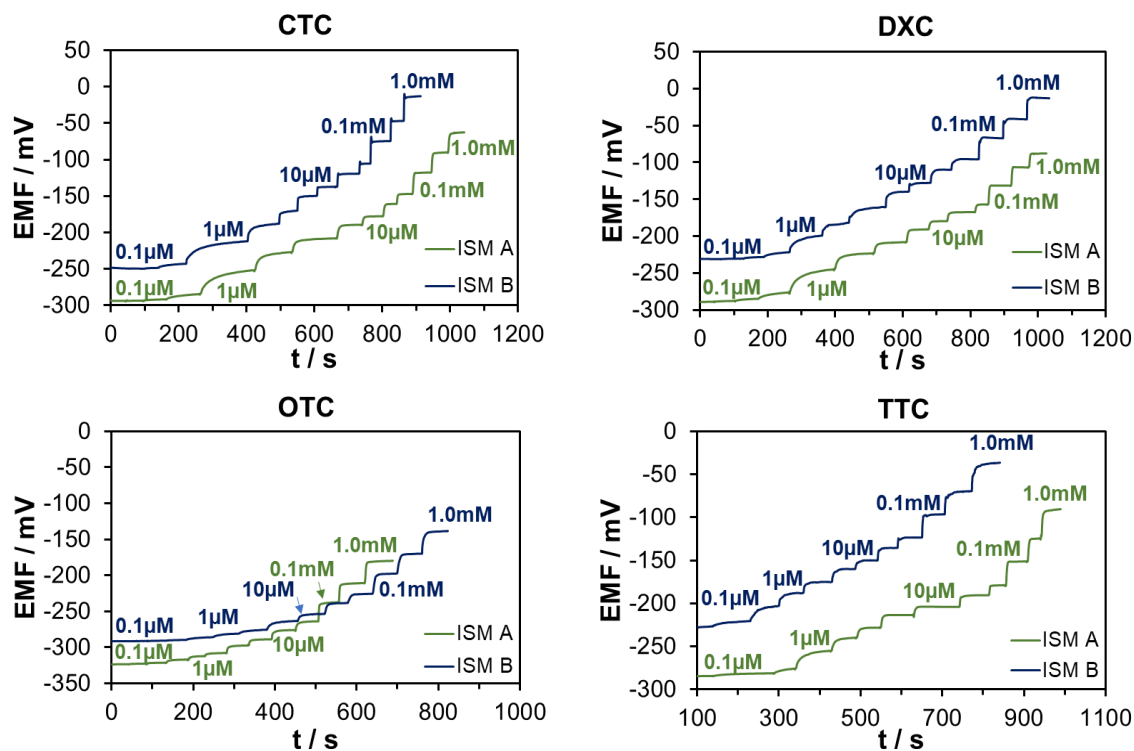 CTC
EMF / mV
50
0
-50
-100
-150
-200
-250
-300
0 200 400 600 800 1000 1200
t / s
0.1µM
1µM
10µM
0.1mM
1.0mM
0.1µM
1µM
10µM
0.1mM
1.0mM
ISM A
ISM B
DXC
EMF / mV
50
0
-50
-100
-150
-200
-250
-300
0 200 400 600 800 1000 1200
t / s
0.1µM
1µM
10µM
0.1mM
1.0mM
0.1µM
1µM
10µM
0.1mM
1.0mM
ISM A
ISM B
OTC
EMF / mV
0
-50
-100
-150
-200
-250
-300
-350
0 200 400 600 800 1000
t / s
0.1µM
1µM
10µM
0.1mM
1.0mM
0.1µM
1µM
10µM
0.1mM
1.0mM
ISM A
ISM B
TTC
EMF / mV
0
-50
-100
-150
-200
-250
-300
100 300 500 700 900 1100
t / s
0.1µM
1µM
10µM
0.1mM
1.0mM
0.1µM
1µM
10µM
0.1mM
1.0mM
ISM A
ISM B